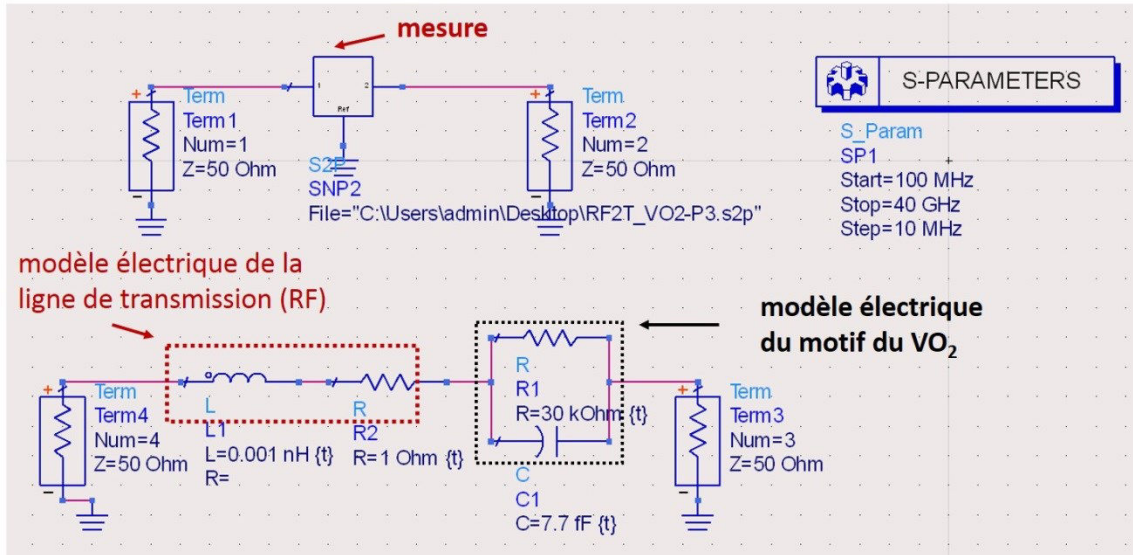 mesure
+
Term
Term1
Num=1
Z=50 Ohm
-
1
2
Ref
S2P
SNP2
File="C:\Users\admin\Desktop\RF2T_VO2-P3.s2p"
+
Term
Term2
Num=2
Z=50 Ohm
-
S-PARAMETERS
S_Param
SP1
Start=100 MHz
Stop=40 GHz
Step=10 MHz
modèle électrique de la
ligne de transmission (RF)
modèle électrique
du motif du VO₂
+
Term
Term4
Num=4
Z=50 Ohm
-
L
L1
L=0.001 nH {t}
R=
R
R2
R=1 Ohm {t}
R
R1
R=30 kOhm {t}
C
C1
C=7.7 fF {t}
+
Term
Term3
Num=3
Z=50 Ohm
-